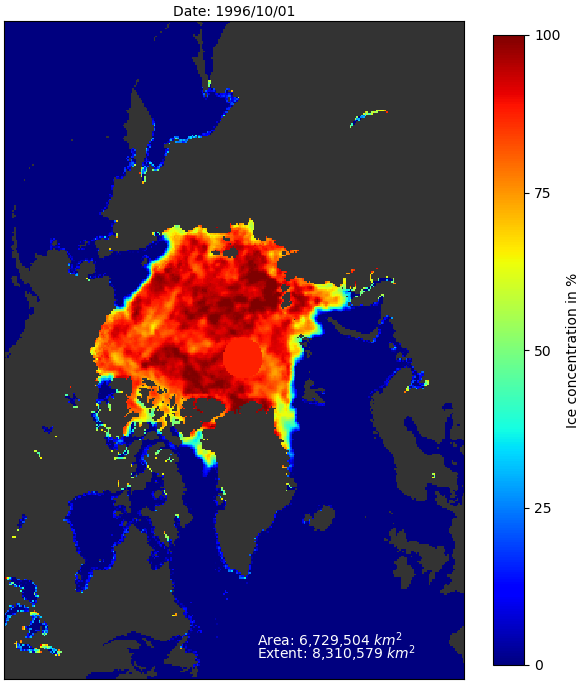 Date: 1996/10/01
100
75
50
25
0
Ice concentration in %
Area: 6,729,504 km²
Extent: 8,310,579 km²